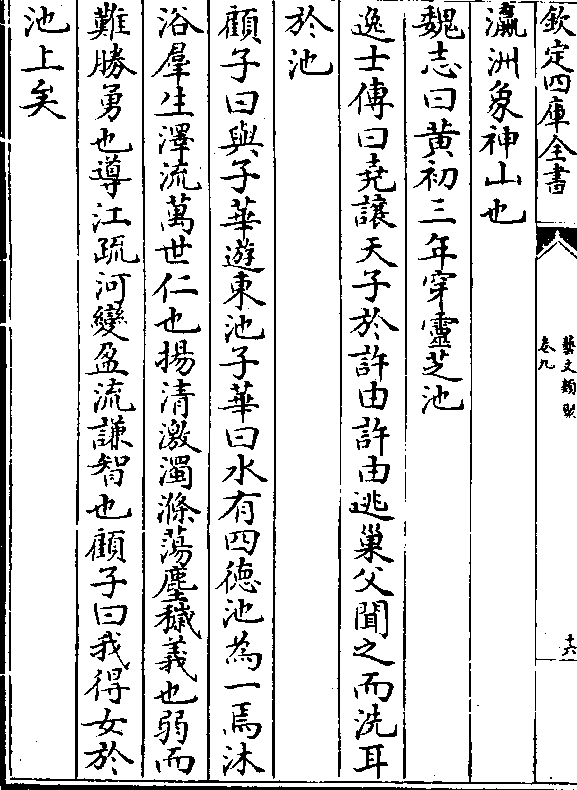 欽定四庫全書
藝文類聚
卷九
十六
瀛洲象神山也
魏志曰黃初三年穿靈芝池
逸士傳曰堯讓天子於許由許由逃巢父聞之而洗耳
於池
顧子曰與子華遊東池子華曰水有四德池為一焉沐
浴羣生澤流萬世仁也揚清激濁滌蕩塵穢義也弱而
難勝勇也導江疏河變盈流謙智也顧子曰我得女於
池上矣